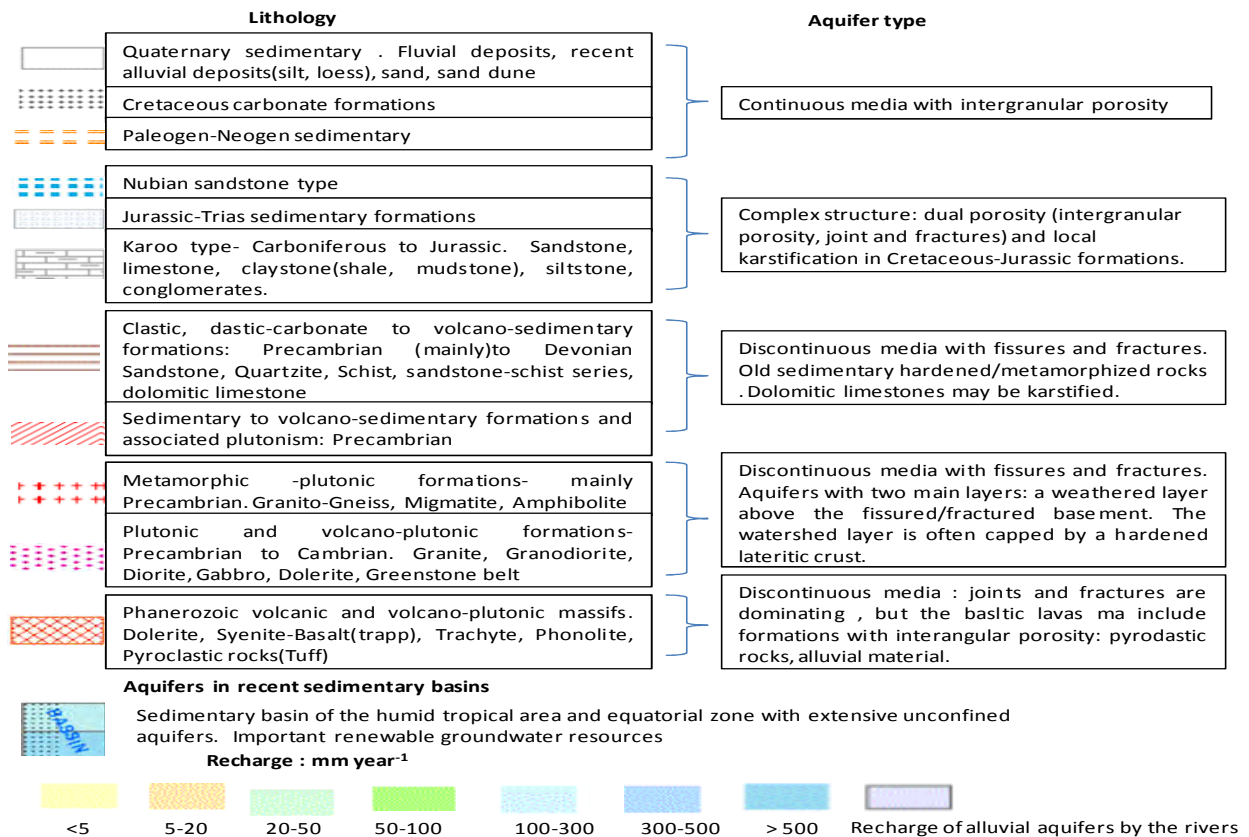 Lithology
Aquifer type
Quaternary sedimentary . Fluvial deposits, recent
alluvial deposits(silt, loess), sand, sand dune
Cretaceous carbonate formations
Paleogen-Neogen sedimentary
Continuous media with intergranular porosity
Nubian sandstone type
Jurassic-Trias sedimentary formations
Karoo type- Carboniferous to Jurassic. Sandstone,
limestone, claystone(shale, mudstone), siltstone,
conglomerates.
Complex structure: dual porosity (intergranular
porosity, joint and fractures) and local
karstification in Cretaceous-Jurassic formations.
Clastic, dastic-carbonate to volcano-sedimentary
formations: Precambrian (mainly)to Devonian
Sandstone, Quartzite, Schist, sandstone-schist series,
dolomitic limestone
Sedimentary to volcano-sedimentary formations and
associated plutonism: Precambrian
Discontinuous media with fissures and fractures.
Old sedimentary hardened/metamorphized rocks
. Dolomitic limestones may be karstified.
Metamorphic -plutonic formations- mainly
Precambrian. Granito-Gneiss, Migmatite, Amphibolite
Plutonic and volcano-plutonic formations-
Precambrian to Cambrian. Granite, Granodiorite,
Diorite, Gabbro, Dolerite, Greenstone belt
Discontinuous media with fissures and fractures.
Aquifers with two main layers: a weathered layer
above the fissured/fractured basement. The
watershed layer is often capped by a hardened
lateritic crust.
Phanerozoic volcanic and volcano-plutonic massifs.
Dolerite, Syenite-Basalt(trapp), Trachyte, Phonolite,
Pyroclastic rocks(Tuff)
Discontinuous media : joints and fractures are
dominating , but the basltic lavas ma include
formations with interangular porosity: pyrodastic
rocks, alluvial material.
Aquifers in recent sedimentary basins
BASSIN
Sedimentary basin of the humid tropical area and equatorial zone with extensive unconfined
aquifers. Important renewable groundwater resources
Recharge : mm year-1
<5 5-20 20-50 50-100 100-300 300-500 > 500 Recharge of alluvial aquifers by the rivers